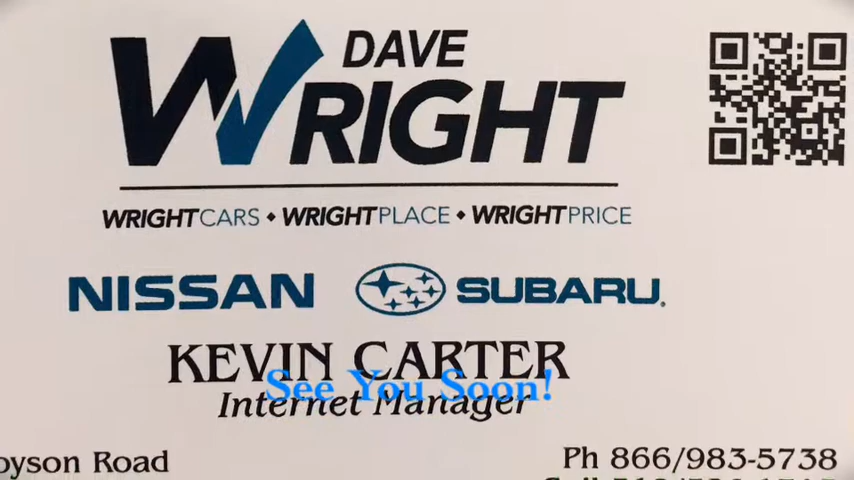 DAVE
WRIGHT
WRIGHTCARS • WRIGHTPLACE • WRIGHTPRICE
NISSAN SUBARU®
KEVIN CARTER
See You Soon!
Internet Manager
oyson Road Ph 866/983-5738